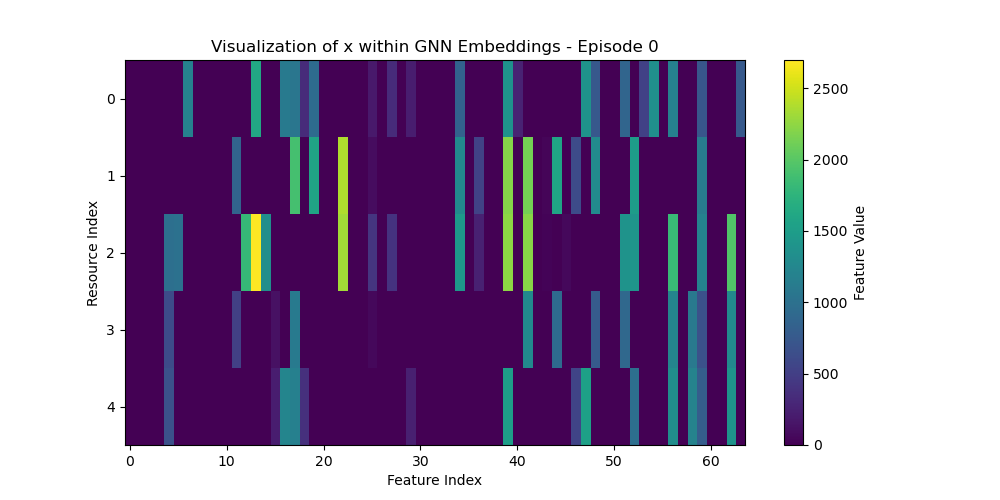 Visualization of x within GNN Embeddings - Episode 0
Resource Index
0
1
2
3
4
0 10 20 30 40 50 60
Feature Index
2500
2000
1500
1000
500
0
Feature Value